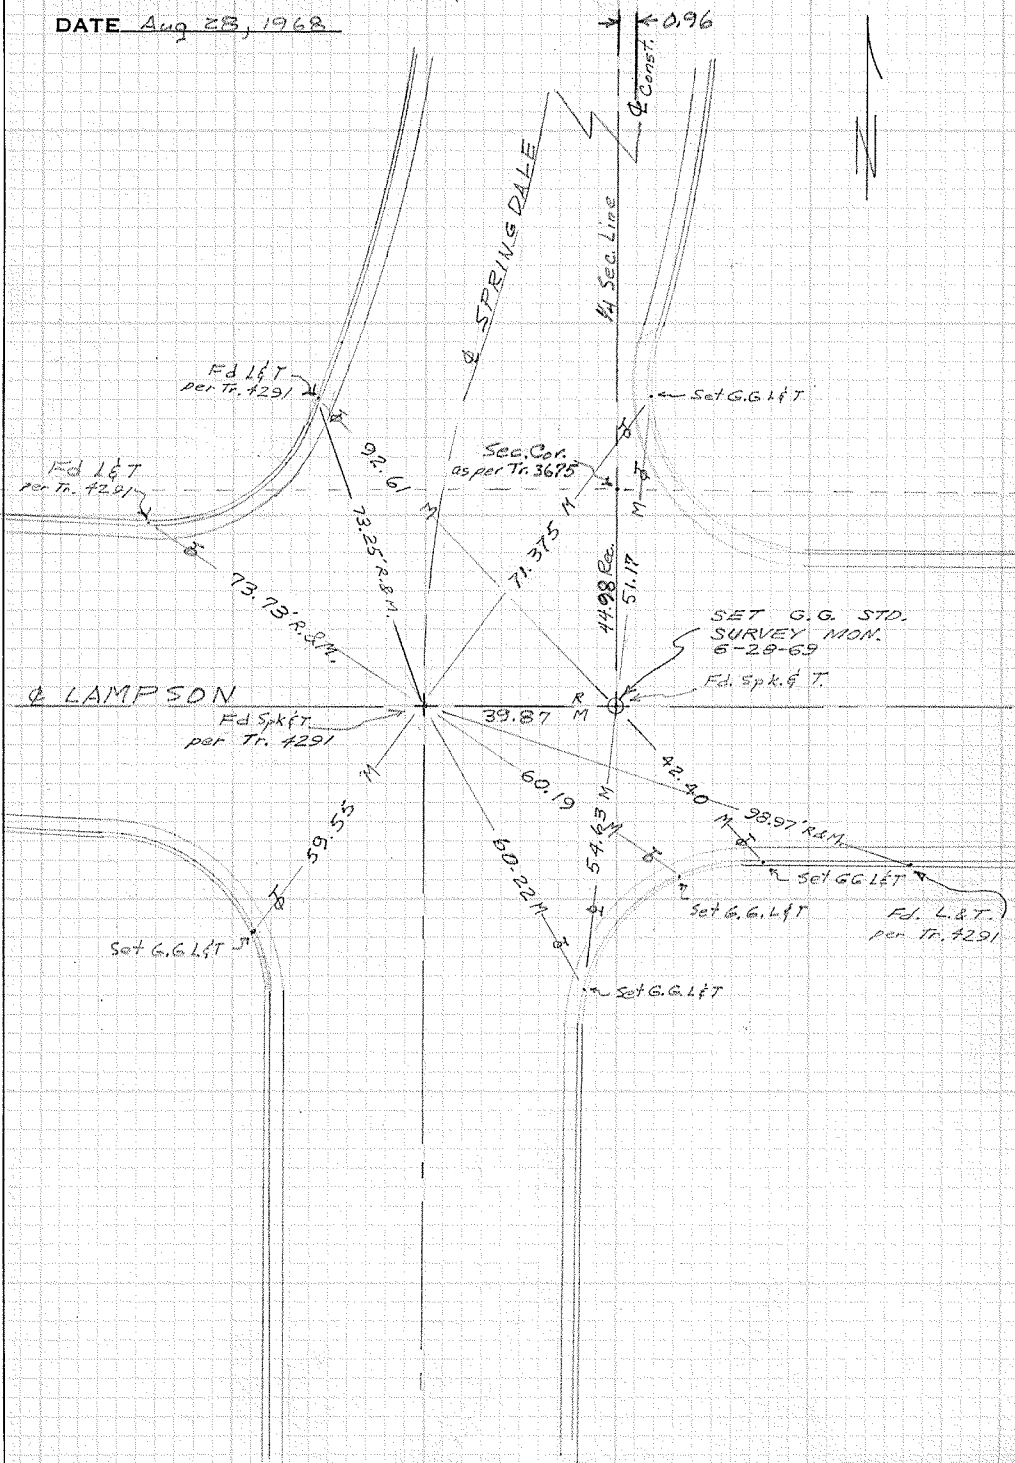 DATE Aug 28, 1968
0.96
℄ Const.
N
℄ SPRINGDALE
1/4 Sec. Line
Fd L&T
per Tr. 4291
Set G.G L&T
92.61
M
Sec. Cor.
as per Tr. 3675
Fd L&T
per Tr. 4291
73.25' R.& M.
71.375 M
M
44.98 Rec.
51.17
73.73' R.&M.
SET G.G. STD.
SURVEY MON.
6-28-69
Fd. Spk. & T.
℄ LAMPSON
Fd Spk & T.
per Tr. 4291
39.87 R
M
M
59.55
60.19
M
42.40
M
98.97' R&M.
54.63 M
60.22 M
Set G.G. L&T
Set GG L&T
Set G.G. L&T
Fd. L.& T.
per Tr. 4291
Set G.G. L&T